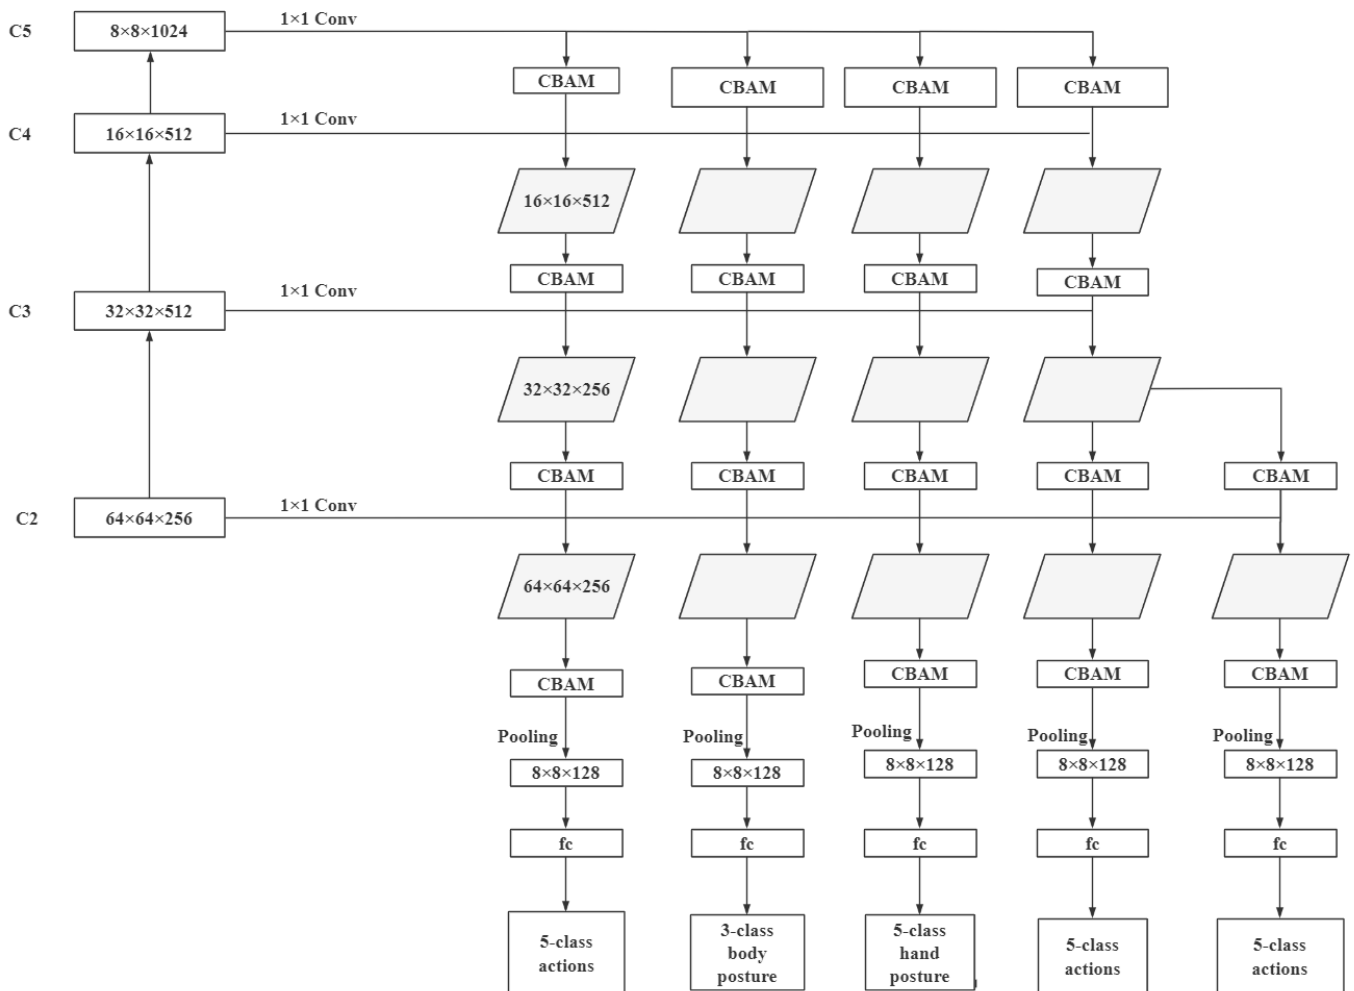 C5
8×8×1024
1×1 Conv
CBAM
CBAM
CBAM
CBAM
C4
16×16×512
1×1 Conv
16×16×512
CBAM
CBAM
CBAM
CBAM
C3
32×32×512
1×1 Conv
32×32×256
CBAM
CBAM
CBAM
CBAM
CBAM
C2
64×64×256
1×1 Conv
64×64×256
CBAM
CBAM
CBAM
CBAM
CBAM
Pooling
Pooling
Pooling
Pooling
Pooling
8×8×128
8×8×128
8×8×128
8×8×128
8×8×128
fc
fc
fc
fc
fc
5-class
actions
3-class
body
posture
5-class
hand
posture
5-class
actions
5-class
actions